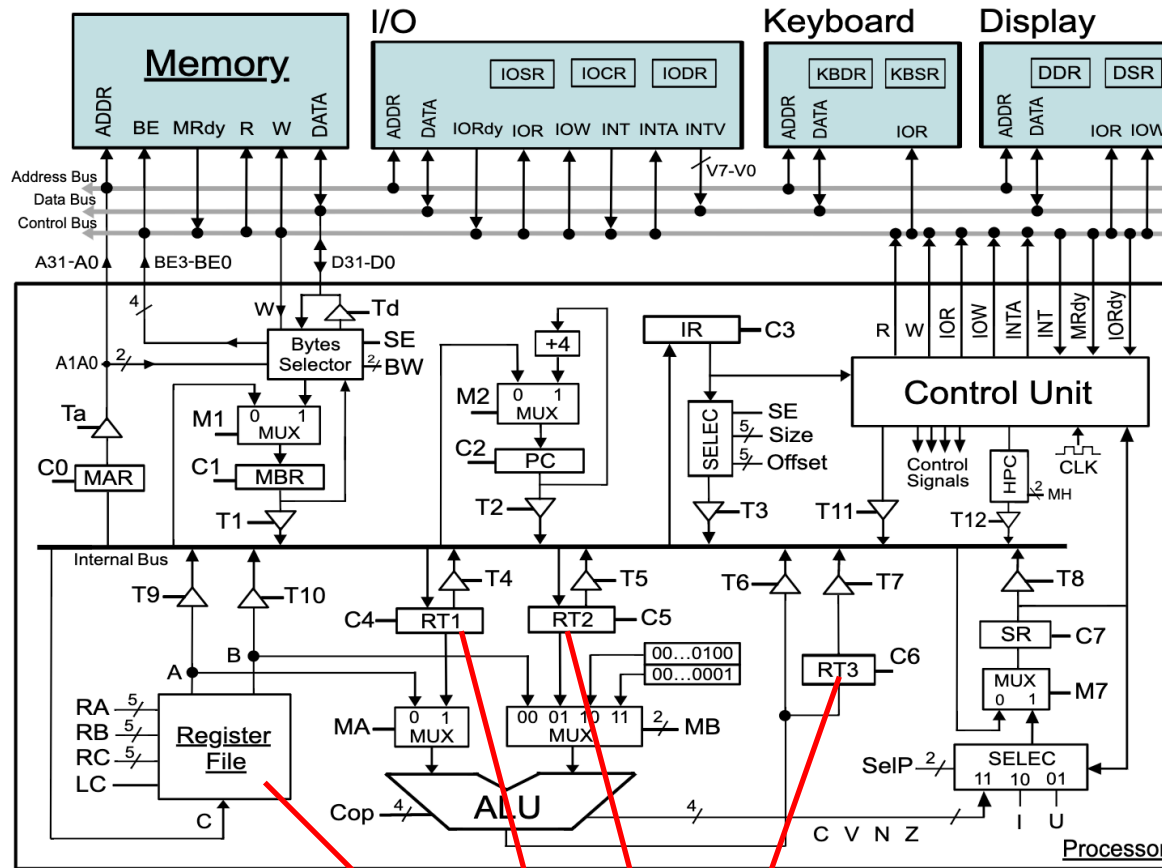 I/O
Keyboard
Display
Memory
IOSR
IOCR
IODR
KBDR
KBSR
DDR
DSR
ADDR
BE
MRdy
R
W
DATA
ADDR
DATA
IORdy
IOR
IOW
INT
INTA
INTV
ADDR
DATA
IOR
ADDR
DATA
IOR
IOW
V7-V0
Address Bus
Data Bus
Control Bus
A31-A0
BE3-BE0
D31-D0
4
W
Td
Bytes
Selector
SE
2
BW
A1A0
2
+4
IR
C3
R
W
IOR
IOW
INTA
INT
MRdy
IORdy
Control Unit
Ta
M1
0 1
MUX
M2
0 1
MUX
SELEC
SE
5
Size
5
Offset
Control
Signals
CLK
C0
MAR
C1
MBR
C2
PC
HPC
2
MH
T1
T2
T3
T11
T12
Internal Bus
T9
T10
T4
T5
T6
T7
T8
C4
RT1
RT2
C5
SR
C7
A
B
00...0100
00...0001
RT3
C6
MUX
0 1
M7
RA
5
RB
5
RC
5
LC
Register
File
C
MA
0 1
MUX
00 01 10 11
MUX
2
MB
SelP
2
SELEC
11 10 01
I U
Cop
4
ALU
4
C V N Z
Processor